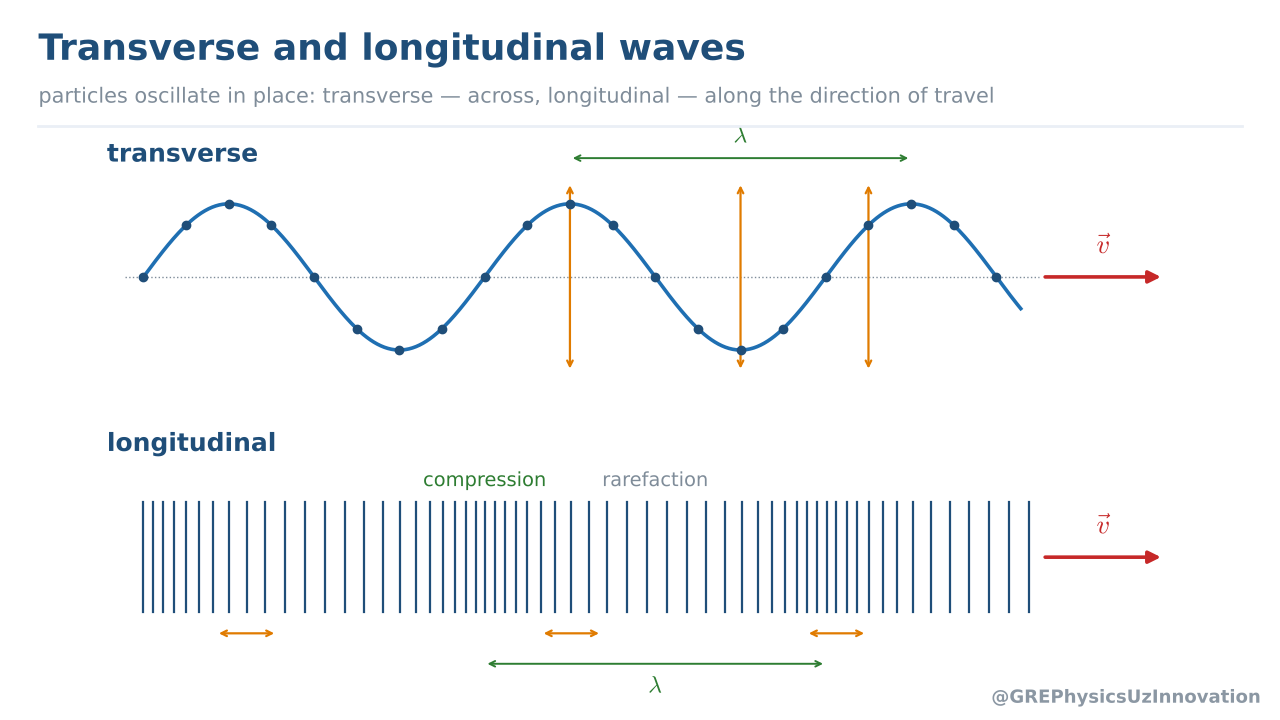 Transverse and longitudinal waves
particles oscillate in place: transverse — across, longitudinal — along the direction of travel
λ
transverse
v⃗
longitudinal
compression rarefaction
v⃗
λ
@GREPhysicsUzInnovation